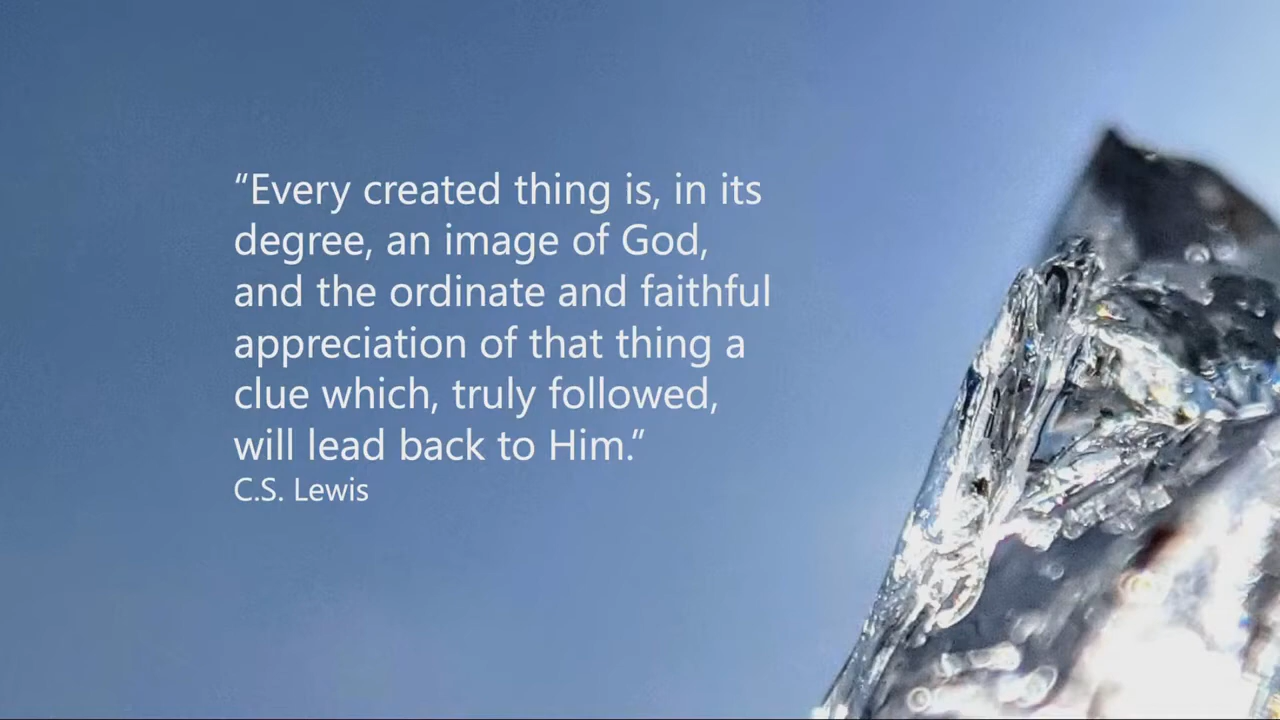 “Every created thing is, in its
degree, an image of God,
and the ordinate and faithful
appreciation of that thing a
clue which, truly followed,
will lead back to Him.”
C.S. Lewis